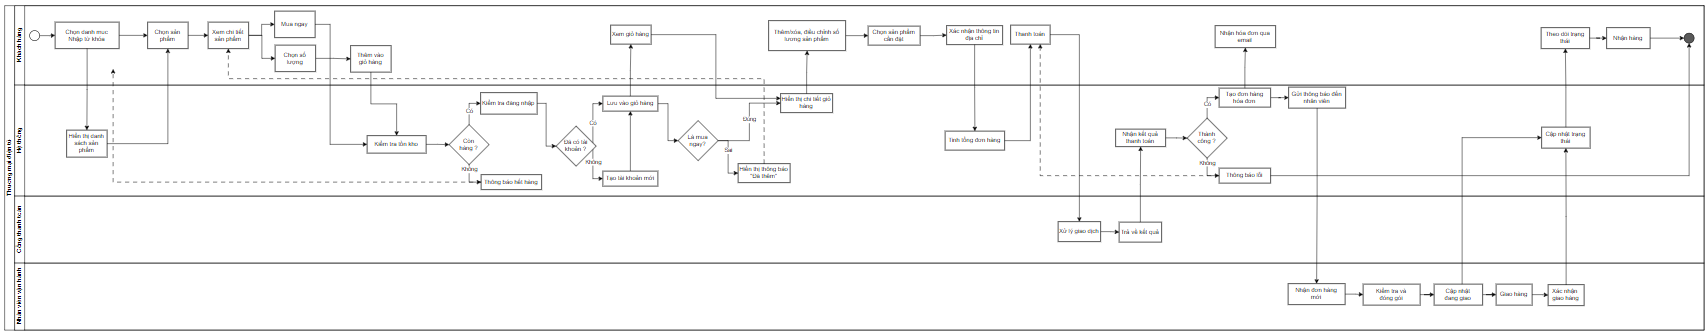 Thương mại điện tử
Khách hàng
Chọn danh mục
Nhập từ khóa
Chọn sản
phẩm
Xem chi tiết
sản phẩm
Mua ngay
Chọn số
lượng
Thêm vào
giỏ hàng
Xem giỏ hàng
Thêm/xóa, điều chỉnh số
lượng sản phẩm
Chọn sản phẩm
cần đặt
Xác nhận thông tin
địa chỉ
Thanh toán
Nhận hóa đơn qua
email
Theo dõi trạng
thái
Nhận hàng
Hệ thống
Hiển thị danh
sách sản
phẩm
Kiểm tra tồn kho
Còn
hàng ?
Có
Không
Kiểm tra đăng nhập
Thông báo hết hàng
Đã có tài
khoản ?
Có
Không
Lưu vào giỏ hàng
Tạo tài khoản mới
Là mua
ngay?
Đúng
Sai
Hiển thị thông báo
"Đã thêm"
Hiển thị chi tiết giỏ
hàng
Tính tổng đơn hàng
Nhận kết quả
thanh toán
Thành
công ?
Có
Không
Tạo đơn hàng
hóa đơn
Gửi thông báo đến
nhân viên
Thông báo lỗi
Cập nhật trạng
thái
Cổng thanh toán
Xử lý giao dịch
Trả về kết quả
Nhân viên vận hành
Nhận đơn hàng
mới
Kiểm tra và
đóng gói
Cập nhật
đang giao
Giao hàng
Xác nhận
giao hàng